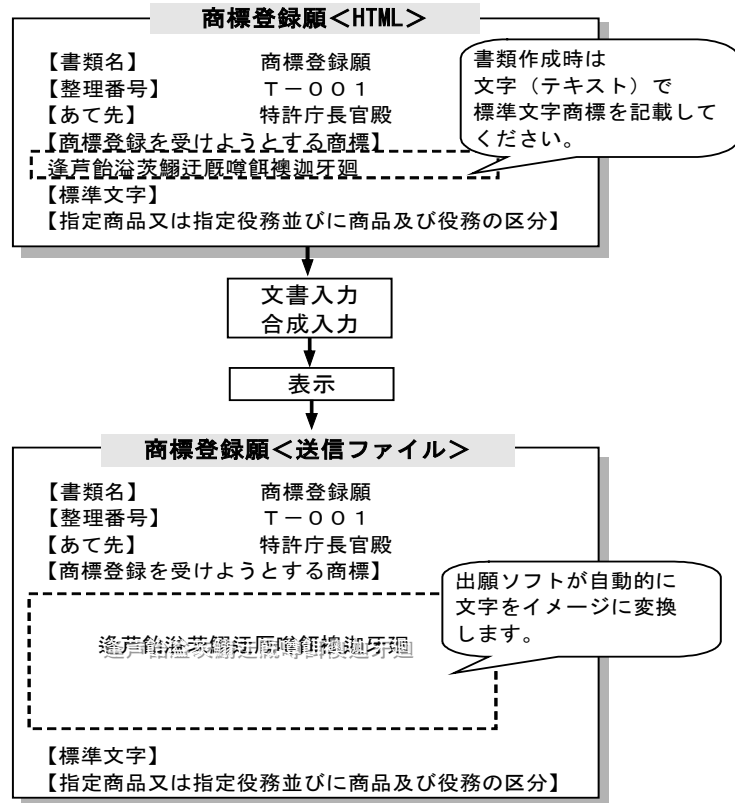 商標登録願＜HTML＞
【書類名】　商標登録願
【整理番号】　Ｔ－００１
【あて先】　特許庁長官殿
【商標登録を受けようとする商標】
逢芦飴溢茨鰯迂厩噂餌襖迦牙廻
【標準文字】
【指定商品又は指定役務並びに商品及び役務の区分】
書類作成時は
文字（テキスト）で
標準文字商標を記載して
ください。
文書入力
合成入力
表示
商標登録願＜送信ファイル＞
【書類名】　商標登録願
【整理番号】　Ｔ－００１
【あて先】　特許庁長官殿
【商標登録を受けようとする商標】
逢芦飴溢茨鰯迂厩噂餌襖迦牙廻
【標準文字】
【指定商品又は指定役務並びに商品及び役務の区分】
出願ソフトが自動的に
文字をイメージに変換
します。